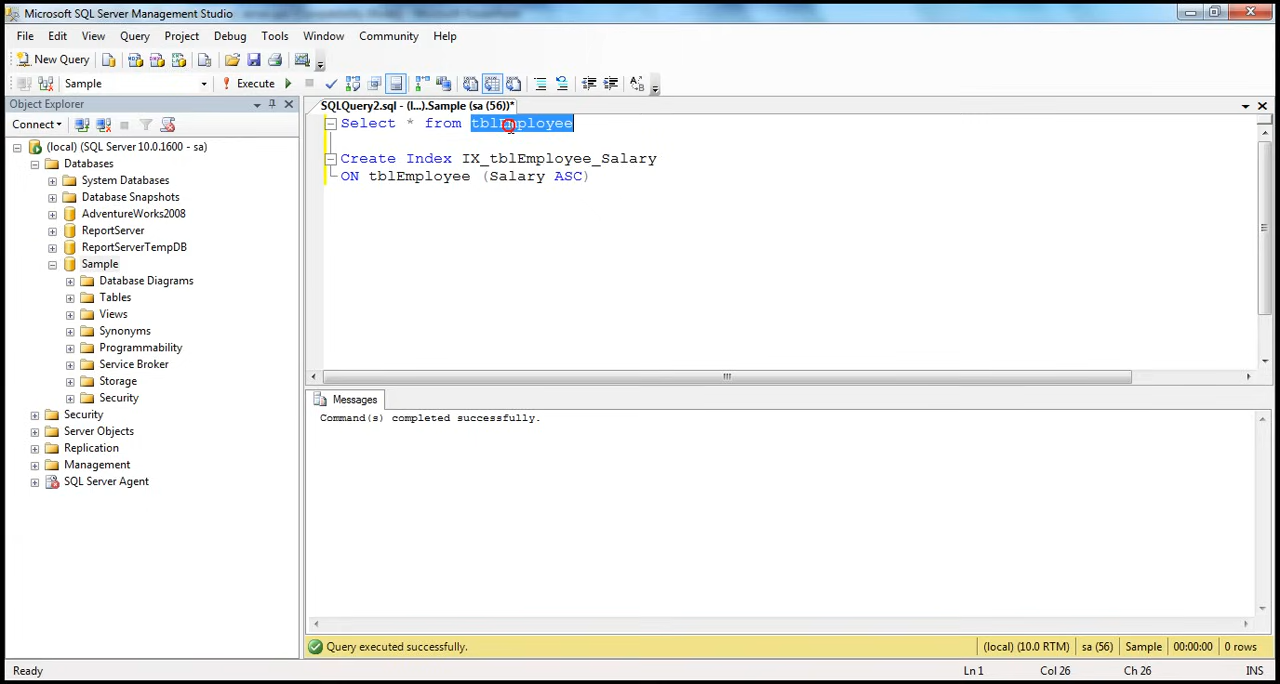 Microsoft SQL Server Management Studio
File Edit View Query Project Debug Tools Window Community Help
New Query
Sample Execute
Object Explorer
SQLQuery2.sql - (l...).Sample (sa (56))*
Connect
Select * from tblEmployee
(local) (SQL Server 10.0.1600 - sa)
Databases
Create Index IX_tblEmployee_Salary
ON tblEmployee (Salary ASC)
System Databases
Database Snapshots
AdventureWorks2008
ReportServer
ReportServerTempDB
Sample
Database Diagrams
Tables
Views
Synonyms
Programmability
Service Broker
Storage
Security
Security
Server Objects
Replication
Management
SQL Server Agent
Messages
Command(s) completed successfully.
Query executed successfully. (local) (10.0 RTM) sa (56) Sample 00:00:00 0 rows
Ready Ln 1 Col 26 Ch 26 INS